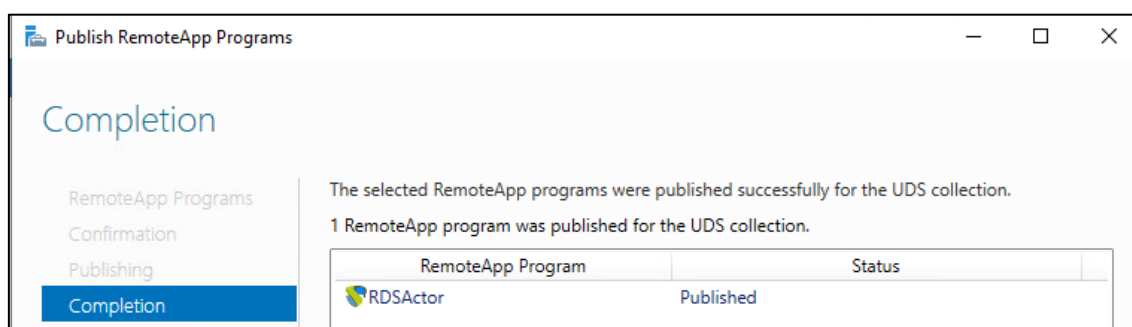 Publish RemoteApp Programs
Completion
RemoteApp Programs
Confirmation
Publishing
Completion
The selected RemoteApp programs were published successfully for the UDS collection.
1 RemoteApp program was published for the UDS collection.
RemoteApp Program Status
RDSActor Published